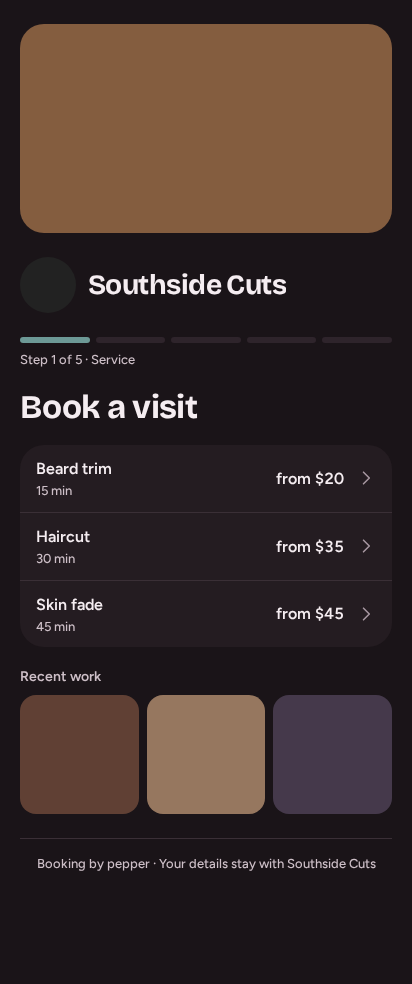 Southside Cuts
Step 1 of 5 · Service
Book a visit
Beard trim
from $20
15 min
Haircut
from $35
30 min
Skin fade
from $45
45 min
Recent work
Booking by pepper · Your details stay with Southside Cuts